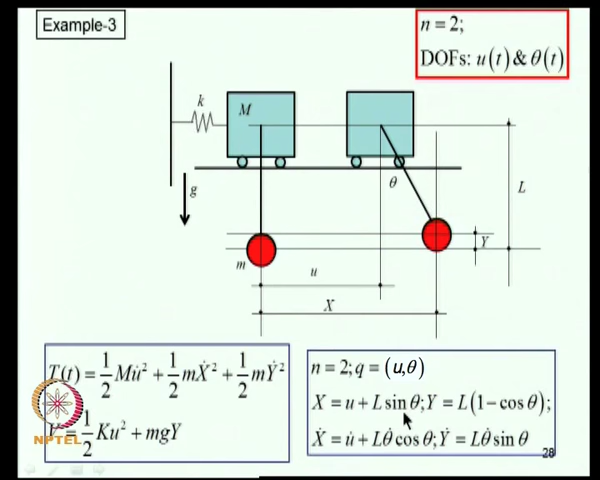 Example-3
n = 2;
DOFs: u(t) & θ(t)
k
M
g
θ
L
Y
m
u
X
T(t) = 1/2 Mu̇² + 1/2 mẊ² + 1/2 mẎ²
V = 1/2 Ku² + mgY
n = 2; q = (u,θ)
X = u + L sin θ; Y = L(1 − cos θ);
Ẋ = u̇ + Lθ̇ cos θ; Ẏ = Lθ̇ sin θ
NPTEL
28